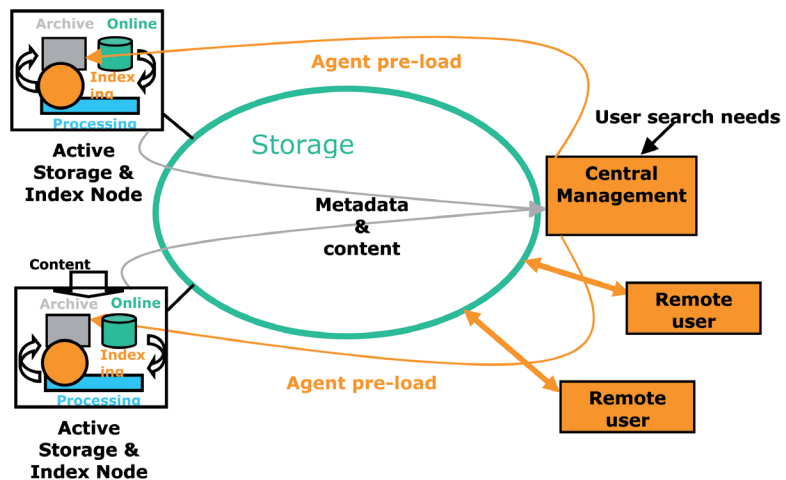 Archive Online
Index
ing
Processing
Active
Storage &
Index Node
Agent pre-load
User search needs
Storage
Central
Management
Metadata
&
content
Content
Archive Online
Index
ing
Processing
Active
Storage &
Index Node
Agent pre-load
Remote
user
Remote
user